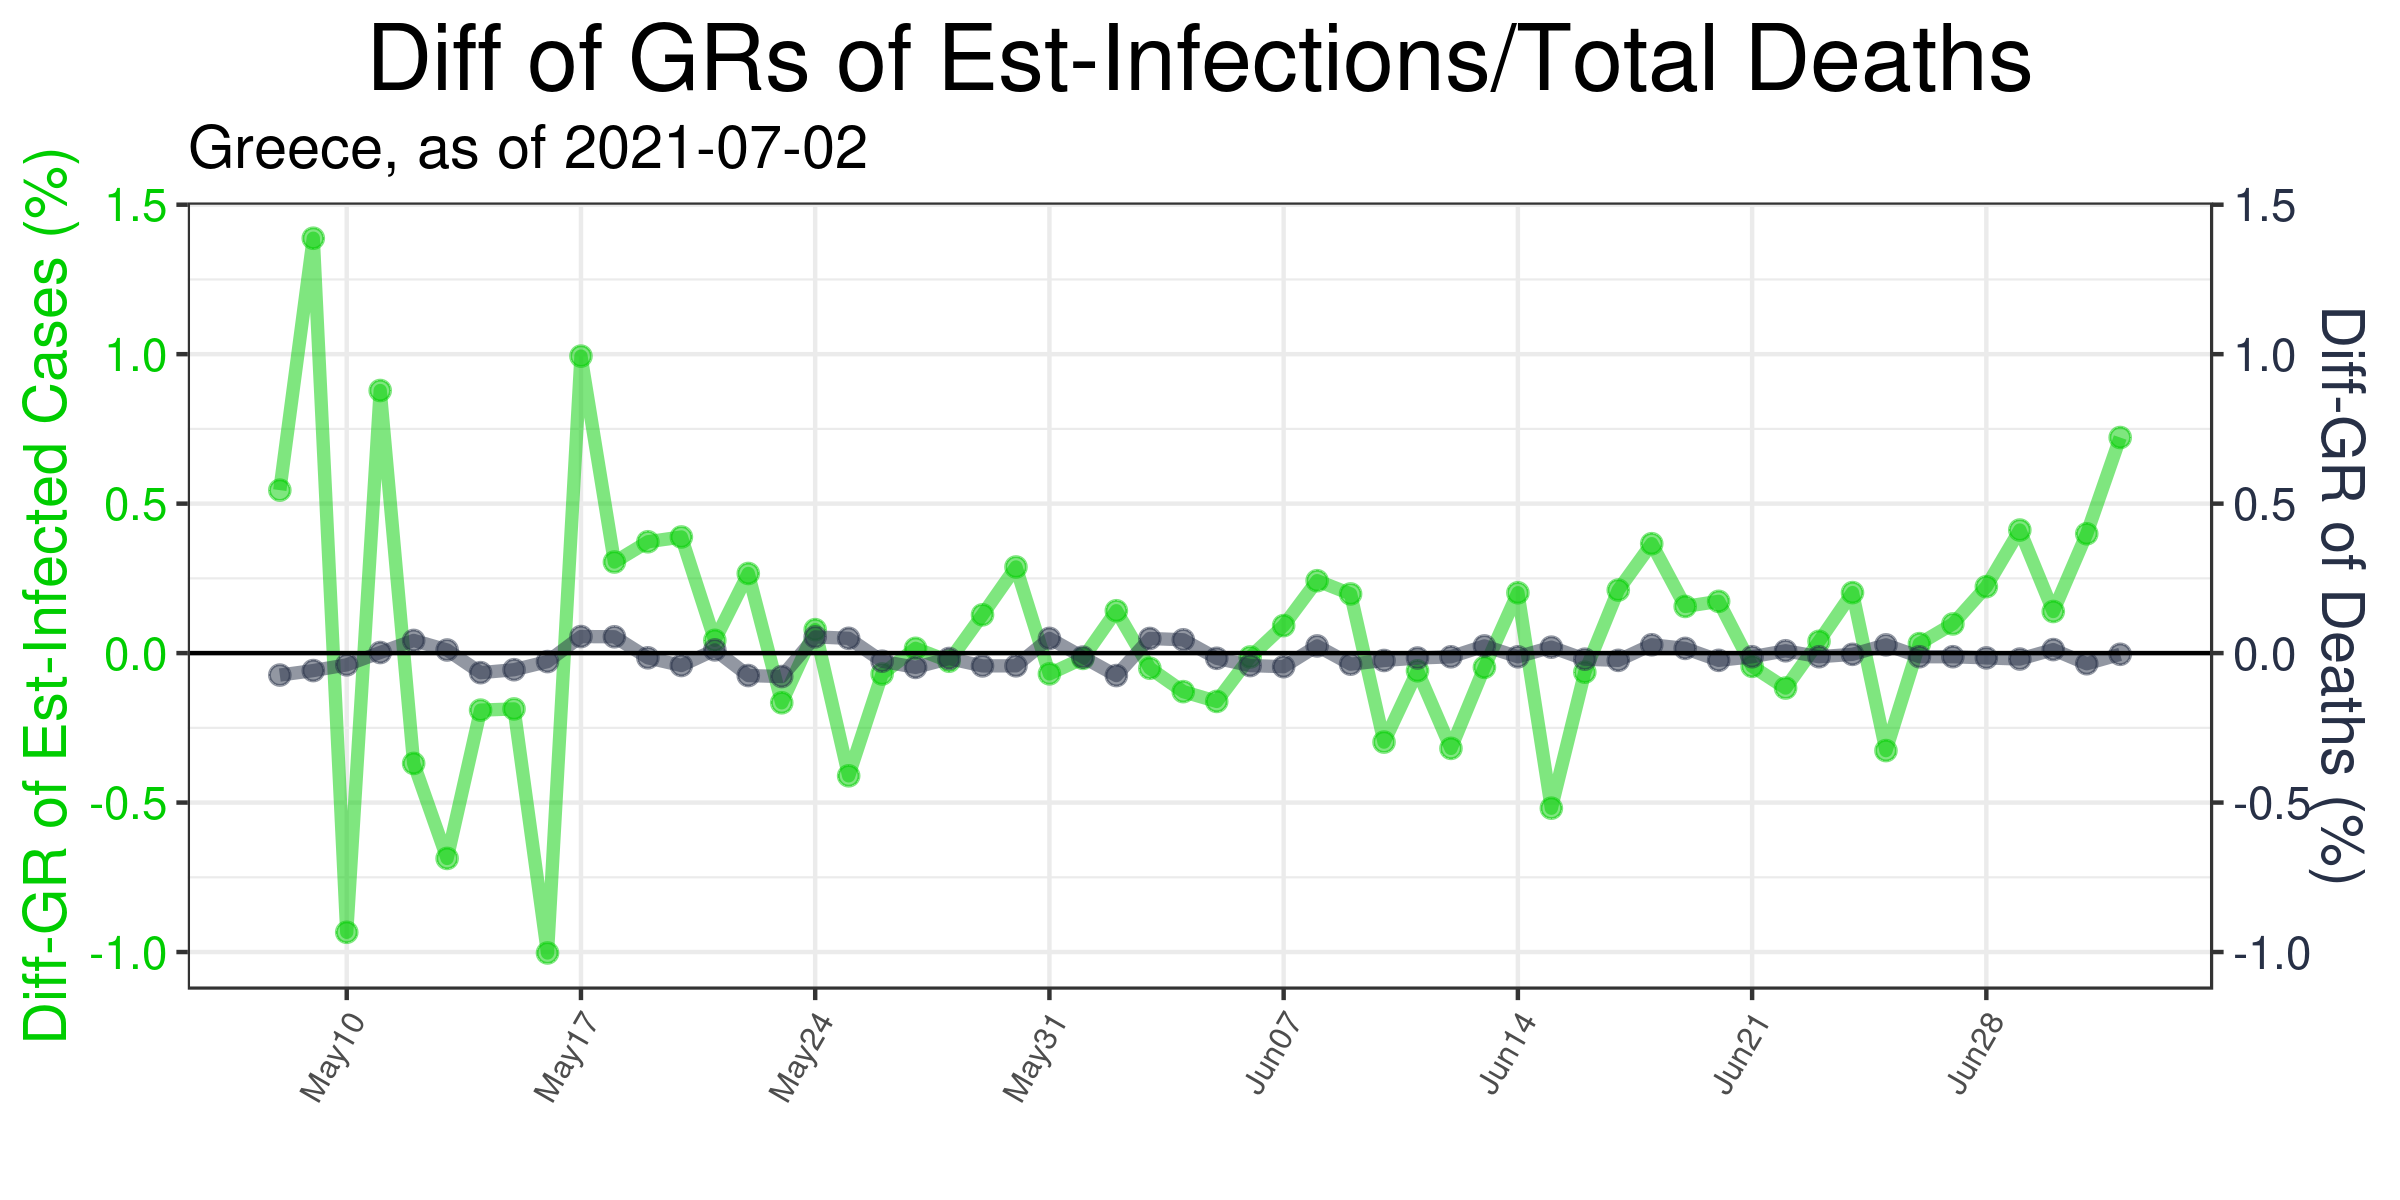 Diff of GRs of Est-Infections/Total Deaths
Greece, as of 2021-07-02
Diff-GR of Est-Infected Cases (%)
1.5
1.0
0.5
0.0
-0.5
-1.0
1.5
1.0
0.5
0.0
-0.5
-1.0
Diff-GR of Deaths (%)
May10
May17
May24
May31
Jun07
Jun14
Jun21
Jun28